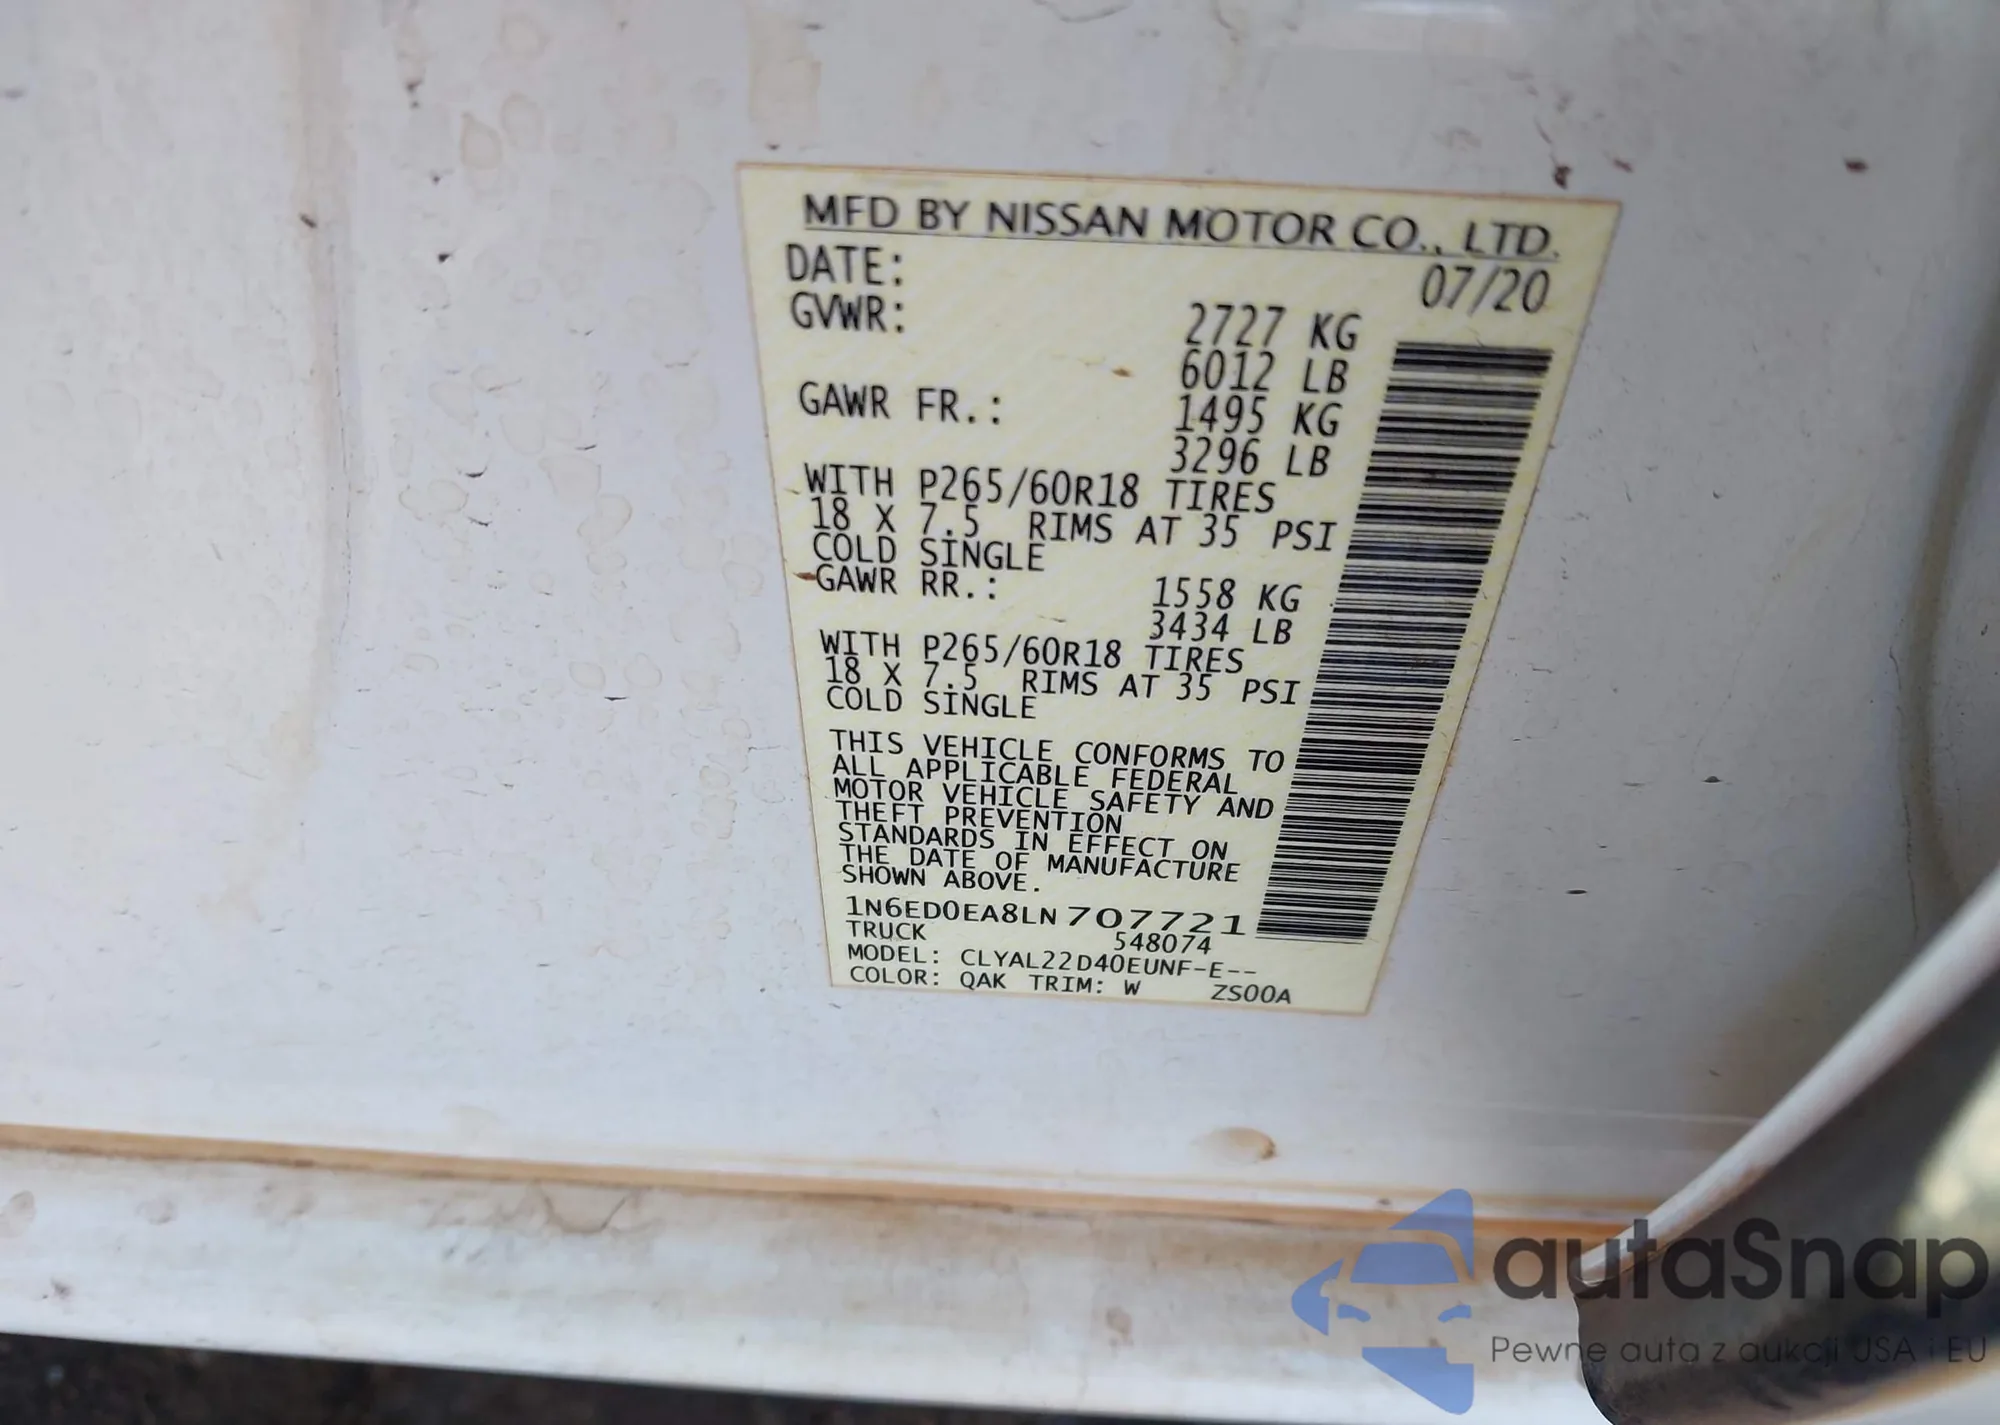 MFD BY NISSAN MOTOR CO., LTD.
DATE: 07/20
GVWR: 2727 KG
6012 LB
GAWR FR.: 1495 KG
3296 LB
WITH P265/60R18 TIRES
18 X 7.5 RIMS AT 35 PSI
COLD SINGLE
GAWR RR.: 1558 KG
3434 LB
WITH P265/60R18 TIRES
18 X 7.5 RIMS AT 35 PSI
COLD SINGLE
THIS VEHICLE CONFORMS TO
ALL APPLICABLE FEDERAL
MOTOR VEHICLE SAFETY AND
THEFT PREVENTION
STANDARDS IN EFFECT ON
THE DATE OF MANUFACTURE
SHOWN ABOVE.
1N6ED0EA8LN 707721
TRUCK 548074
MODEL: CLYAL22D40EUNF-E--
COLOR: QAK TRIM: W ZS00A
autaSnap
Pewne auta z aukcji USA i EU